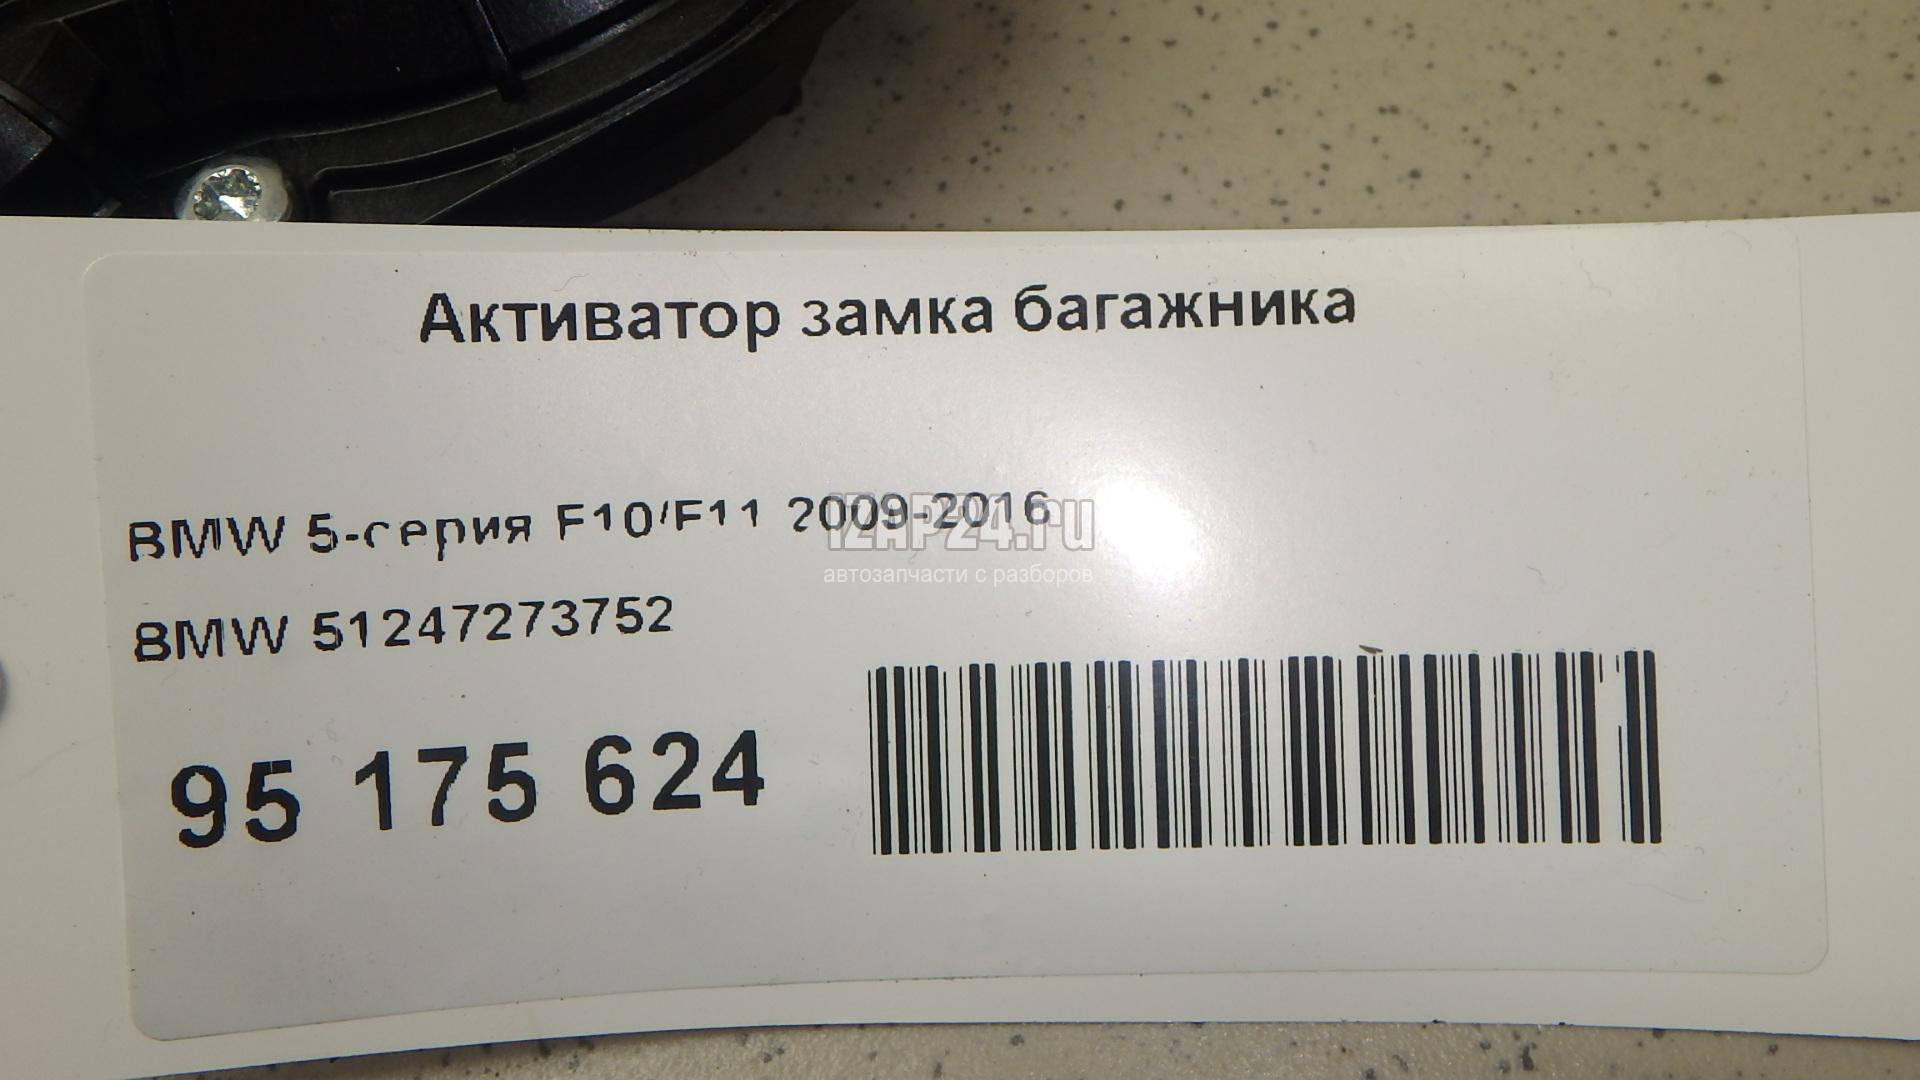 Активатор замка багажника
BMW 5-серия F10/F11 2009-2016
IZAP24.ru
автозапчасти с разборов
BMW 51247273752
95 175 624